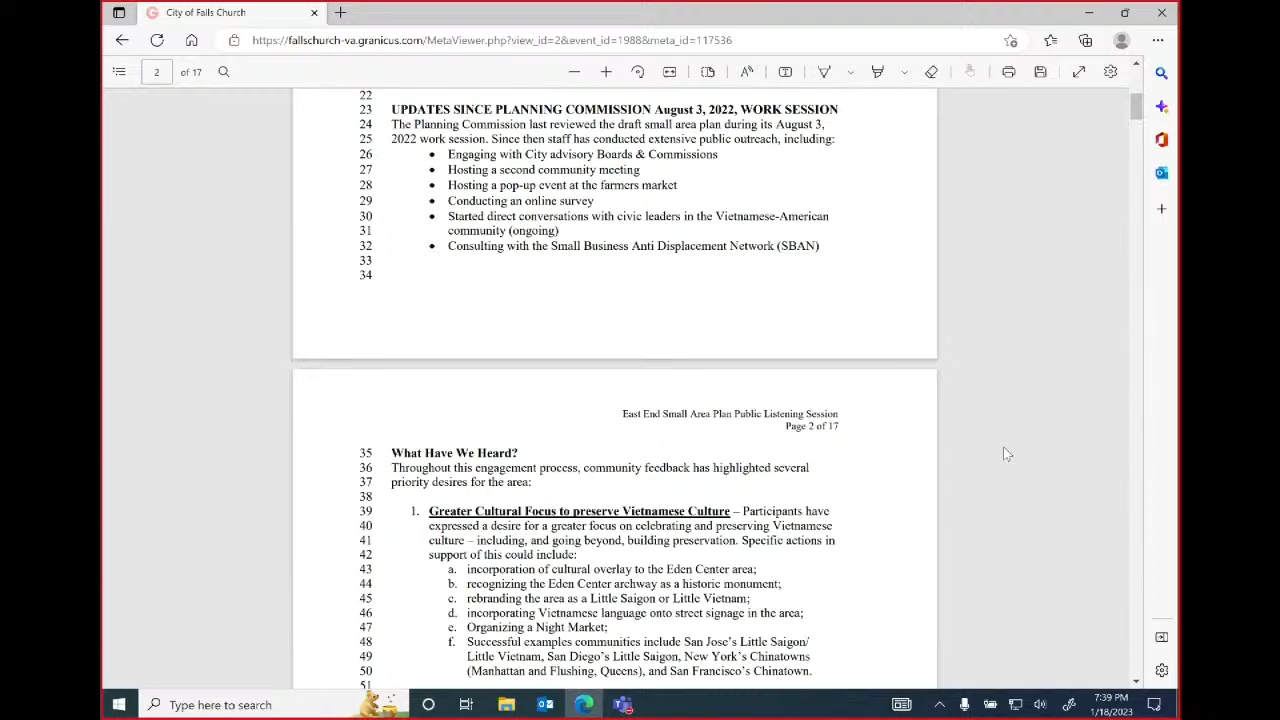 City of Falls Church
https://fallschurch-va.granicus.com/MetaViewer.php?view_id=2&event_id=1988&meta_id=117536
2 of 17
22
23 UPDATES SINCE PLANNING COMMISSION August 3, 2022, WORK SESSION
24 The Planning Commission last reviewed the draft small area plan during its August 3,
25 2022 work session. Since then staff has conducted extensive public outreach, including:
26 • Engaging with City advisory Boards & Commissions
27 • Hosting a second community meeting
28 • Hosting a pop-up event at the farmers market
29 • Conducting an online survey
30 • Started direct conversations with civic leaders in the Vietnamese-American
31 community (ongoing)
32 • Consulting with the Small Business Anti Displacement Network (SBAN)
33
34
East End Small Area Plan Public Listening Session
Page 2 of 17
35 What Have We Heard?
36 Throughout this engagement process, community feedback has highlighted several
37 priority desires for the area:
38
39 1. Greater Cultural Focus to preserve Vietnamese Culture – Participants have
40 expressed a desire for a greater focus on celebrating and preserving Vietnamese
41 culture – including, and going beyond, building preservation. Specific actions in
42 support of this could include:
43 a. incorporation of cultural overlay to the Eden Center area;
44 b. recognizing the Eden Center archway as a historic monument;
45 c. rebranding the area as a Little Saigon or Little Vietnam;
46 d. incorporating Vietnamese language onto street signage in the area;
47 e. Organizing a Night Market;
48 f. Successful examples communities include San Jose's Little Saigon/
49 Little Vietnam, San Diego's Little Saigon, New York's Chinatowns
50 (Manhattan and Flushing, Queens), and San Francisco's Chinatown.
51
Type here to search
7:39 PM
1/18/2023